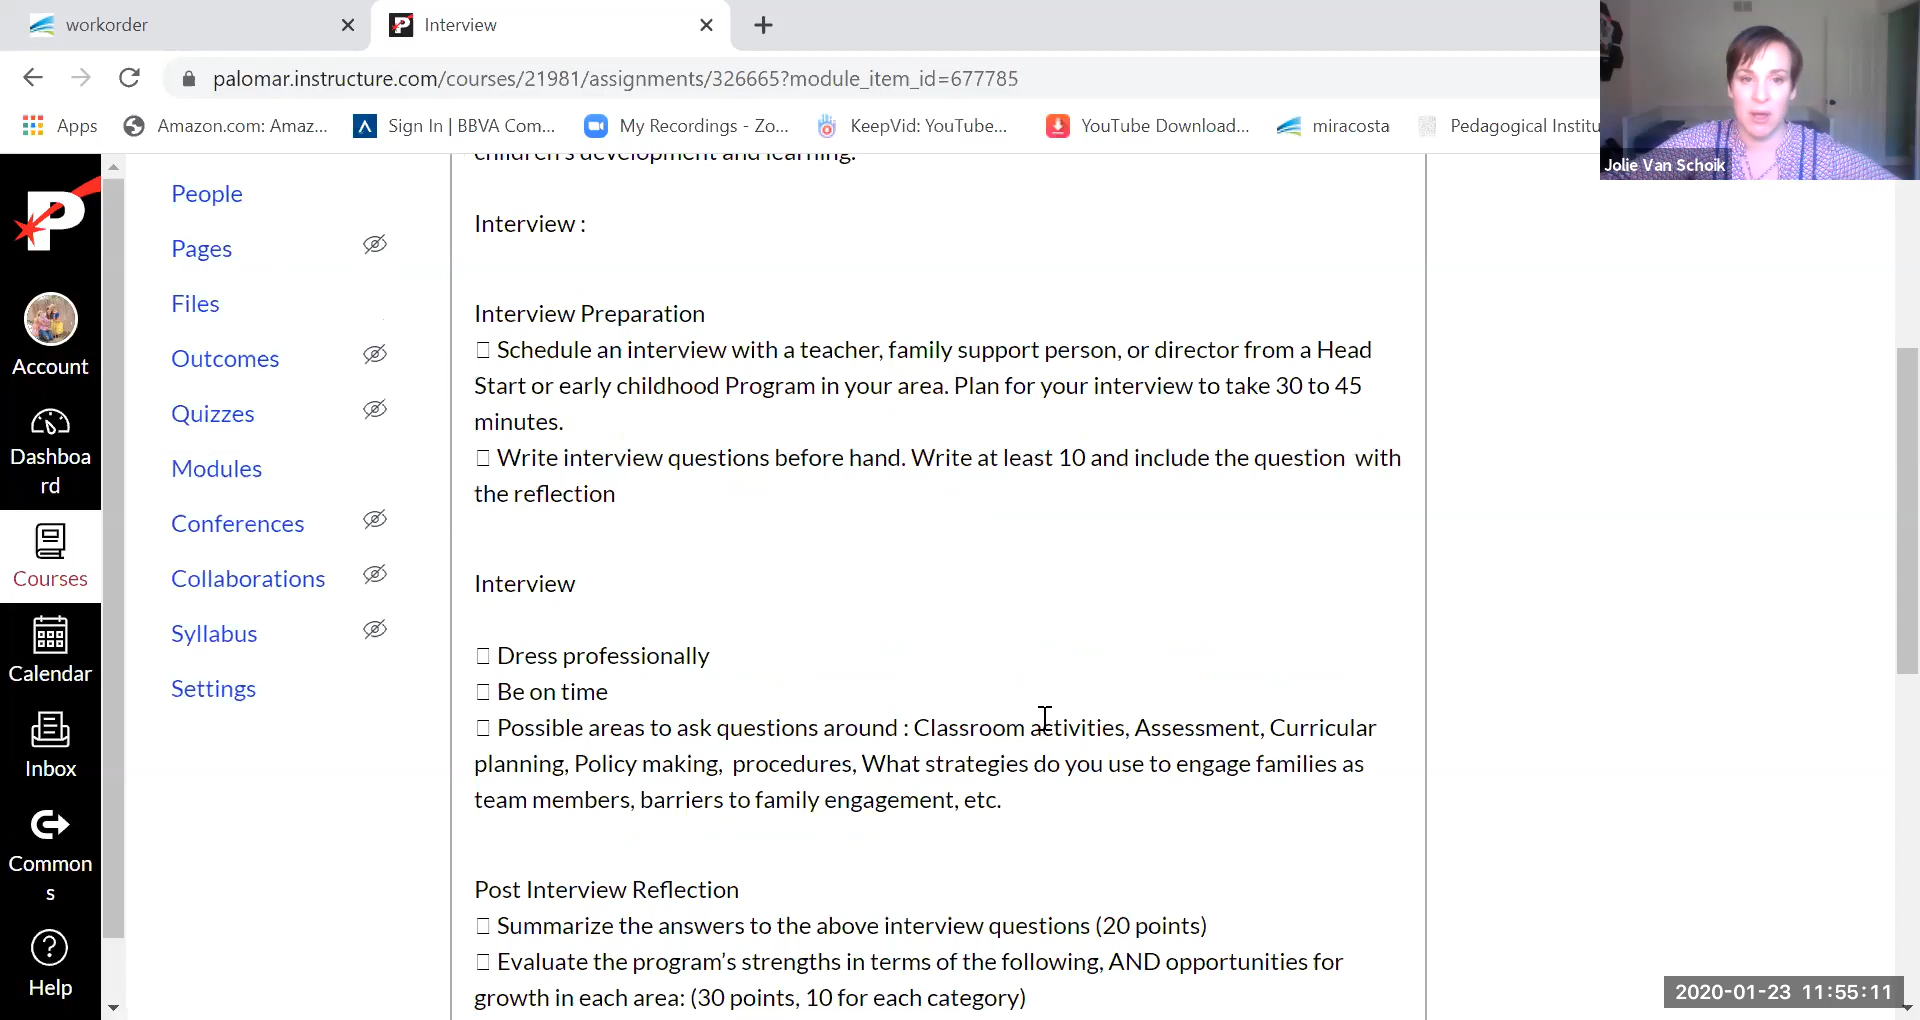 workorder
Interview
palomar.instructure.com/courses/21981/assignments/326665?module_item_id=677785
Apps
Amazon.com: Amaz...
Sign In | BBVA Com...
My Recordings - Zo...
KeepVid: YouTube...
YouTube Download...
miracosta
Pedagogical Institu
Jolie Van Schoik
P
Account
Dashboa
rd
Courses
Calendar
Inbox
Common
s
Help
People
Pages
Files
Outcomes
Quizzes
Modules
Conferences
Collaborations
Syllabus
Settings
children's development and learning.
Interview :
Interview Preparation
Schedule an interview with a teacher, family support person, or director from a Head
Start or early childhood Program in your area. Plan for your interview to take 30 to 45
minutes.
Write interview questions before hand. Write at least 10 and include the question with
the reflection
Interview
Dress professionally
Be on time
Possible areas to ask questions around : Classroom activities, Assessment, Curricular
planning, Policy making, procedures, What strategies do you use to engage families as
team members, barriers to family engagement, etc.
Post Interview Reflection
Summarize the answers to the above interview questions (20 points)
Evaluate the program’s strengths in terms of the following, AND opportunities for
growth in each area: (30 points, 10 for each category)
2020-01-23 11:55:11